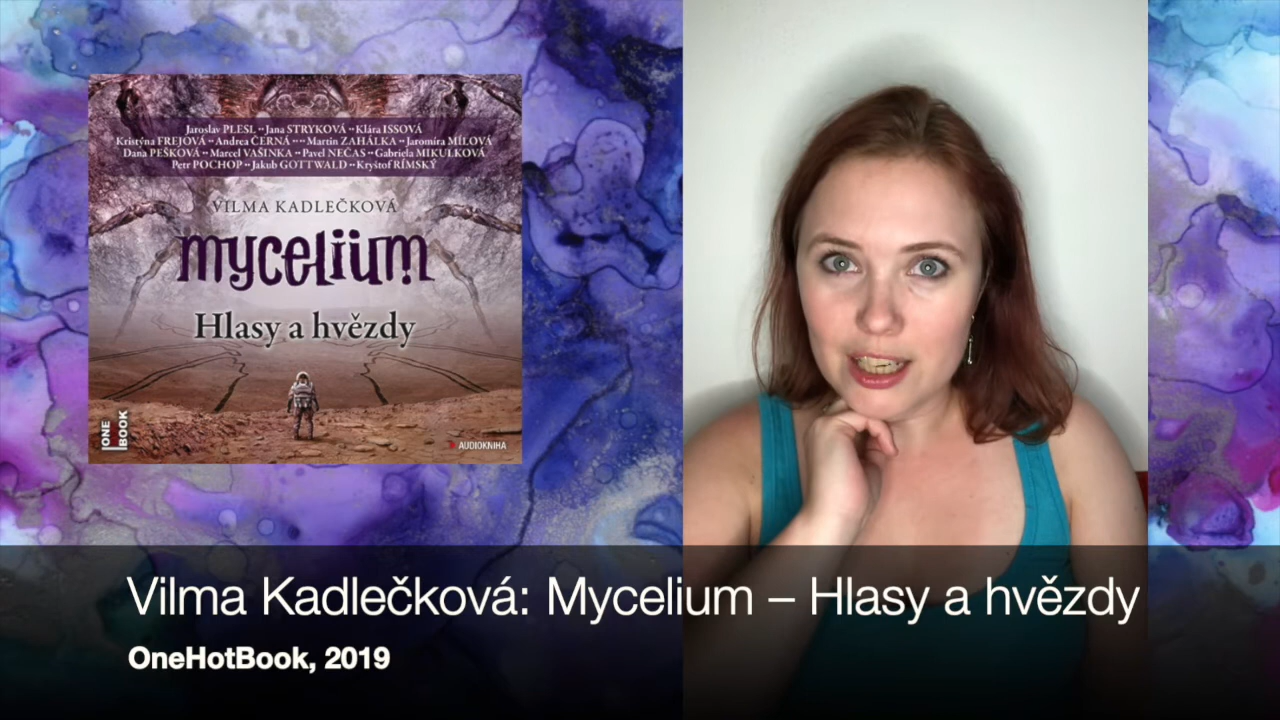 Jaroslav PLESL •• Jana STRYKOVÁ •• Klára ISSOVÁ
Kristýna FREJOVÁ •• Andrea ČERNÁ •••• Martin ZAHÁLKA •• Jaromíra MÍLOVÁ
Dana PEŠKOVÁ •• Marcel VAŠINKA •• Pavel NEČAS •• Gabriela MIKULKOVÁ
Petr POCHOP •• Jakub GOTTWALD •• Kryštof RÍMSKÝ
VILMA KADLEČKOVÁ
mycelium
Hlasy a hvězdy
ONE
BOOK
AUDIOKNIHA
Vilma Kadlečková: Mycelium – Hlasy a hvězdy
OneHotBook, 2019